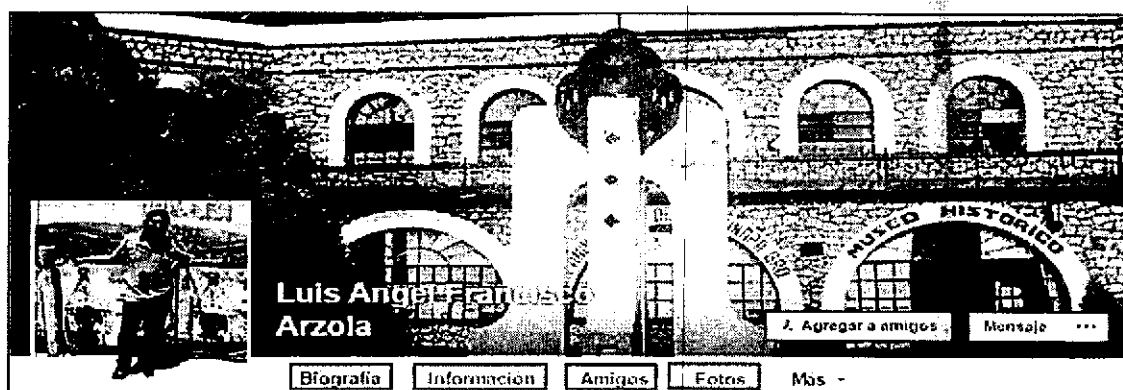 MUSEO HISTORICO
Luis Angel Francisco
Arzola
Agregar a amigos
Mensaje ...
Biografía
Información
Amigos
Fotos
Más